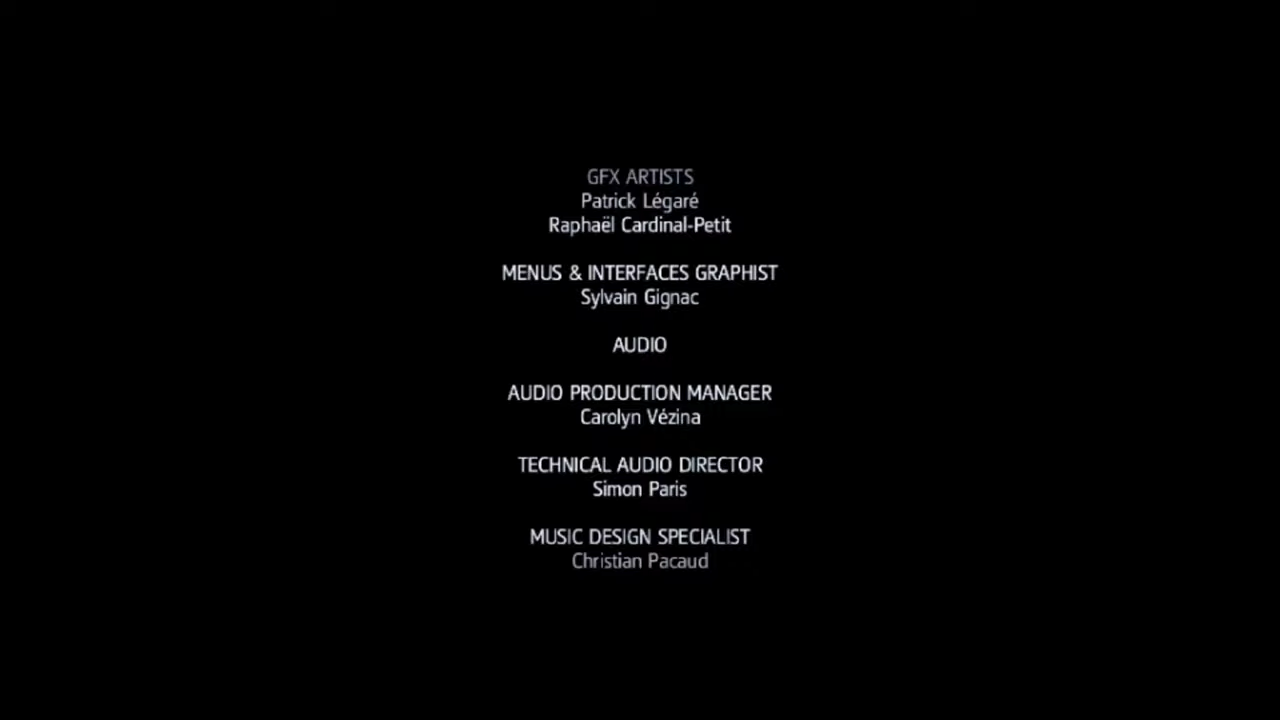 GFX ARTISTS
Patrick Légaré
Raphaël Cardinal-Petit
MENUS & INTERFACES GRAPHIST
Sylvain Gignac
AUDIO
AUDIO PRODUCTION MANAGER
Carolyn Vézina
TECHNICAL AUDIO DIRECTOR
Simon Paris
MUSIC DESIGN SPECIALIST
Christian Pacaud